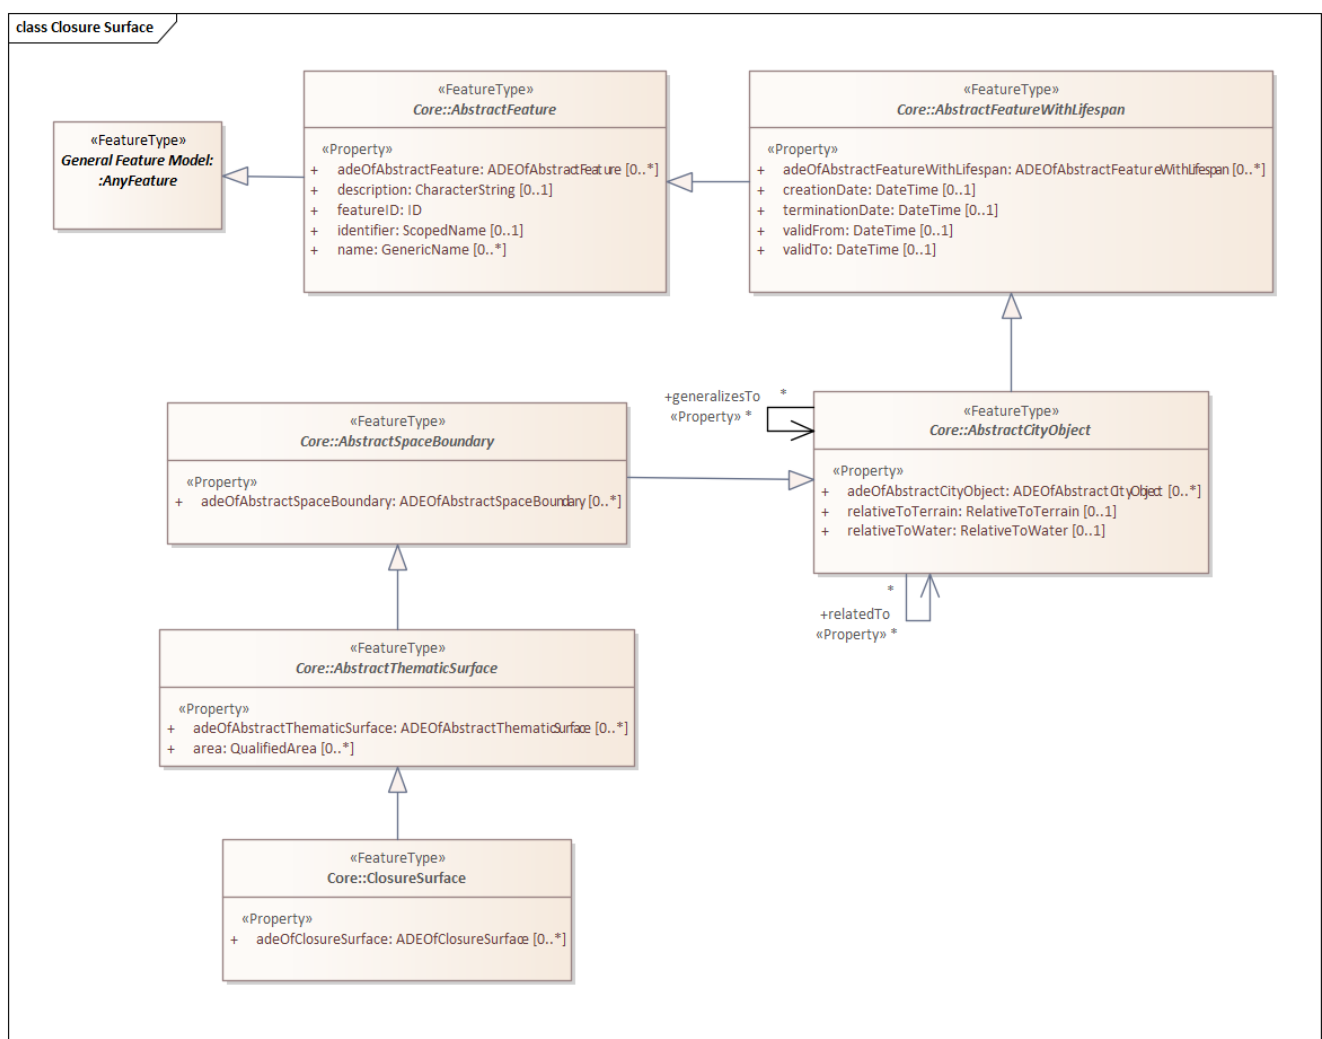 class Closure Surface
«FeatureType»
General Feature Model:
:AnyFeature
«FeatureType»
Core::AbstractFeature
«Property»
+ adeOfAbstractFeature: ADEOfAbstractFeature [0..*]
+ description: CharacterString [0..1]
+ featureID: ID
+ identifier: ScopedName [0..1]
+ name: GenericName [0..*]
«FeatureType»
Core::AbstractFeatureWithLifespan
«Property»
+ adeOfAbstractFeatureWithLifespan: ADEOfAbstractFeatureWithLifespan [0..*]
+ creationDate: DateTime [0..1]
+ terminationDate: DateTime [0..1]
+ validFrom: DateTime [0..1]
+ validTo: DateTime [0..1]
+generalizesTo *
«Property» *
«FeatureType»
Core::AbstractCityObject
«Property»
+ adeOfAbstractCityObject: ADEOfAbstractCityObject [0..*]
+ relativeToTerrain: RelativeToTerrain [0..1]
+ relativeToWater: RelativeToWater [0..1]
*
+relatedTo
«Property» *
«FeatureType»
Core::AbstractSpaceBoundary
«Property»
+ adeOfAbstractSpaceBoundary: ADEOfAbstractSpaceBoundary [0..*]
«FeatureType»
Core::AbstractThematicSurface
«Property»
+ adeOfAbstractThematicSurface: ADEOfAbstractThematicSurface [0..*]
+ area: QualifiedArea [0..*]
«FeatureType»
Core::ClosureSurface
«Property»
+ adeOfClosureSurface: ADEOfClosureSurface [0..*]